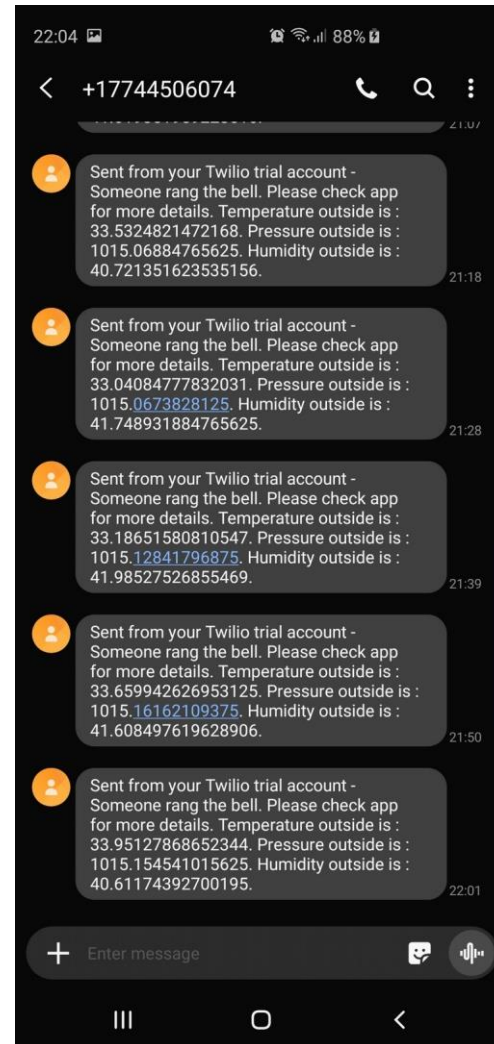 22:04 88%
+17744506074
21:07
Sent from your Twilio trial account -
Someone rang the bell. Please check app
for more details. Temperature outside is :
33.5324821472168. Pressure outside is :
1015.06884765625. Humidity outside is :
40.721351623535156.
21:18
Sent from your Twilio trial account -
Someone rang the bell. Please check app
for more details. Temperature outside is :
33.04084777832031. Pressure outside is :
1015.0673828125. Humidity outside is :
41.748931884765625.
21:28
Sent from your Twilio trial account -
Someone rang the bell. Please check app
for more details. Temperature outside is :
33.18651580810547. Pressure outside is :
1015.12841796875. Humidity outside is :
41.98527526855469.
21:39
Sent from your Twilio trial account -
Someone rang the bell. Please check app
for more details. Temperature outside is :
33.659942626953125. Pressure outside is :
1015.16162109375. Humidity outside is :
41.608497619628906.
21:50
Sent from your Twilio trial account -
Someone rang the bell. Please check app
for more details. Temperature outside is :
33.95127868652344. Pressure outside is :
1015.154541015625. Humidity outside is :
40.61174392700195.
22:01
Enter message